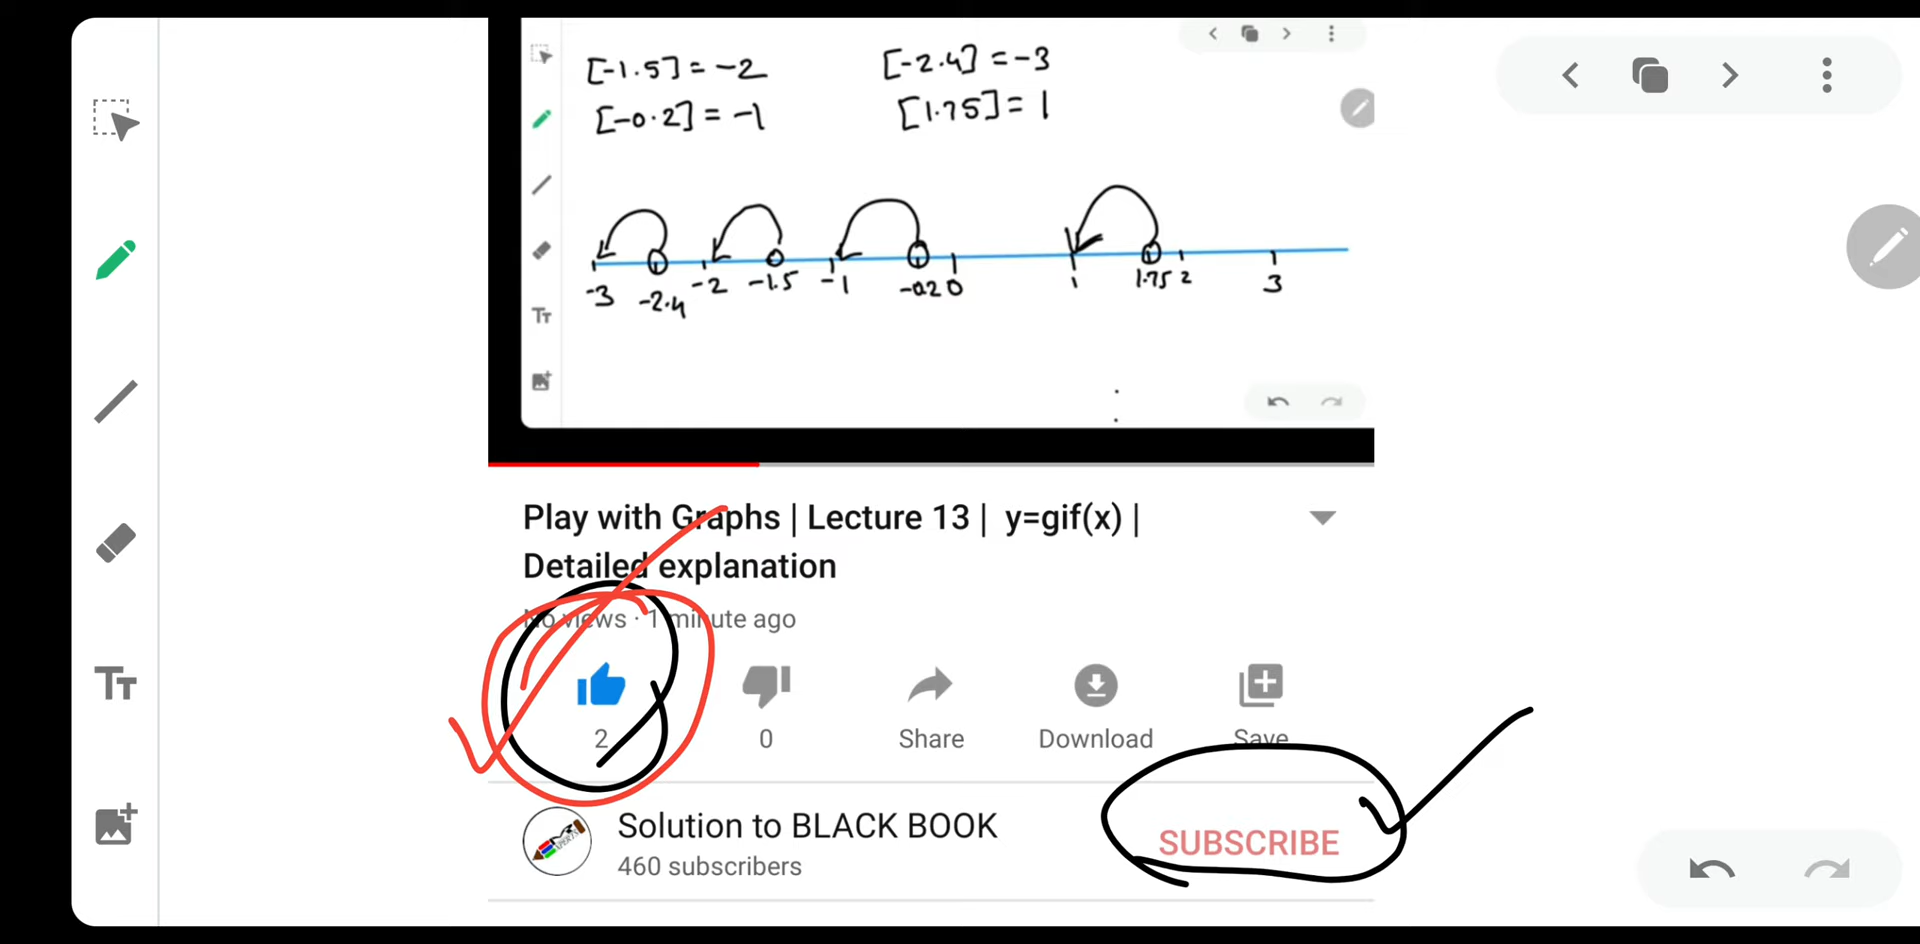 [-1.5] = -2
[-2.4] = -3
[-0.2] = -1
[1.75] = 1
-3 -2.4 -2 -1.5 -1 -0.2 0 1 1.75 2 3
Tт
Play with Graphs | Lecture 13 | y=gif(x) |
Detailed explanation
No views · 1 minute ago
2 0 Share Download Save
Tт
Solution to BLACK BOOK
460 subscribers
SUBSCRIBE